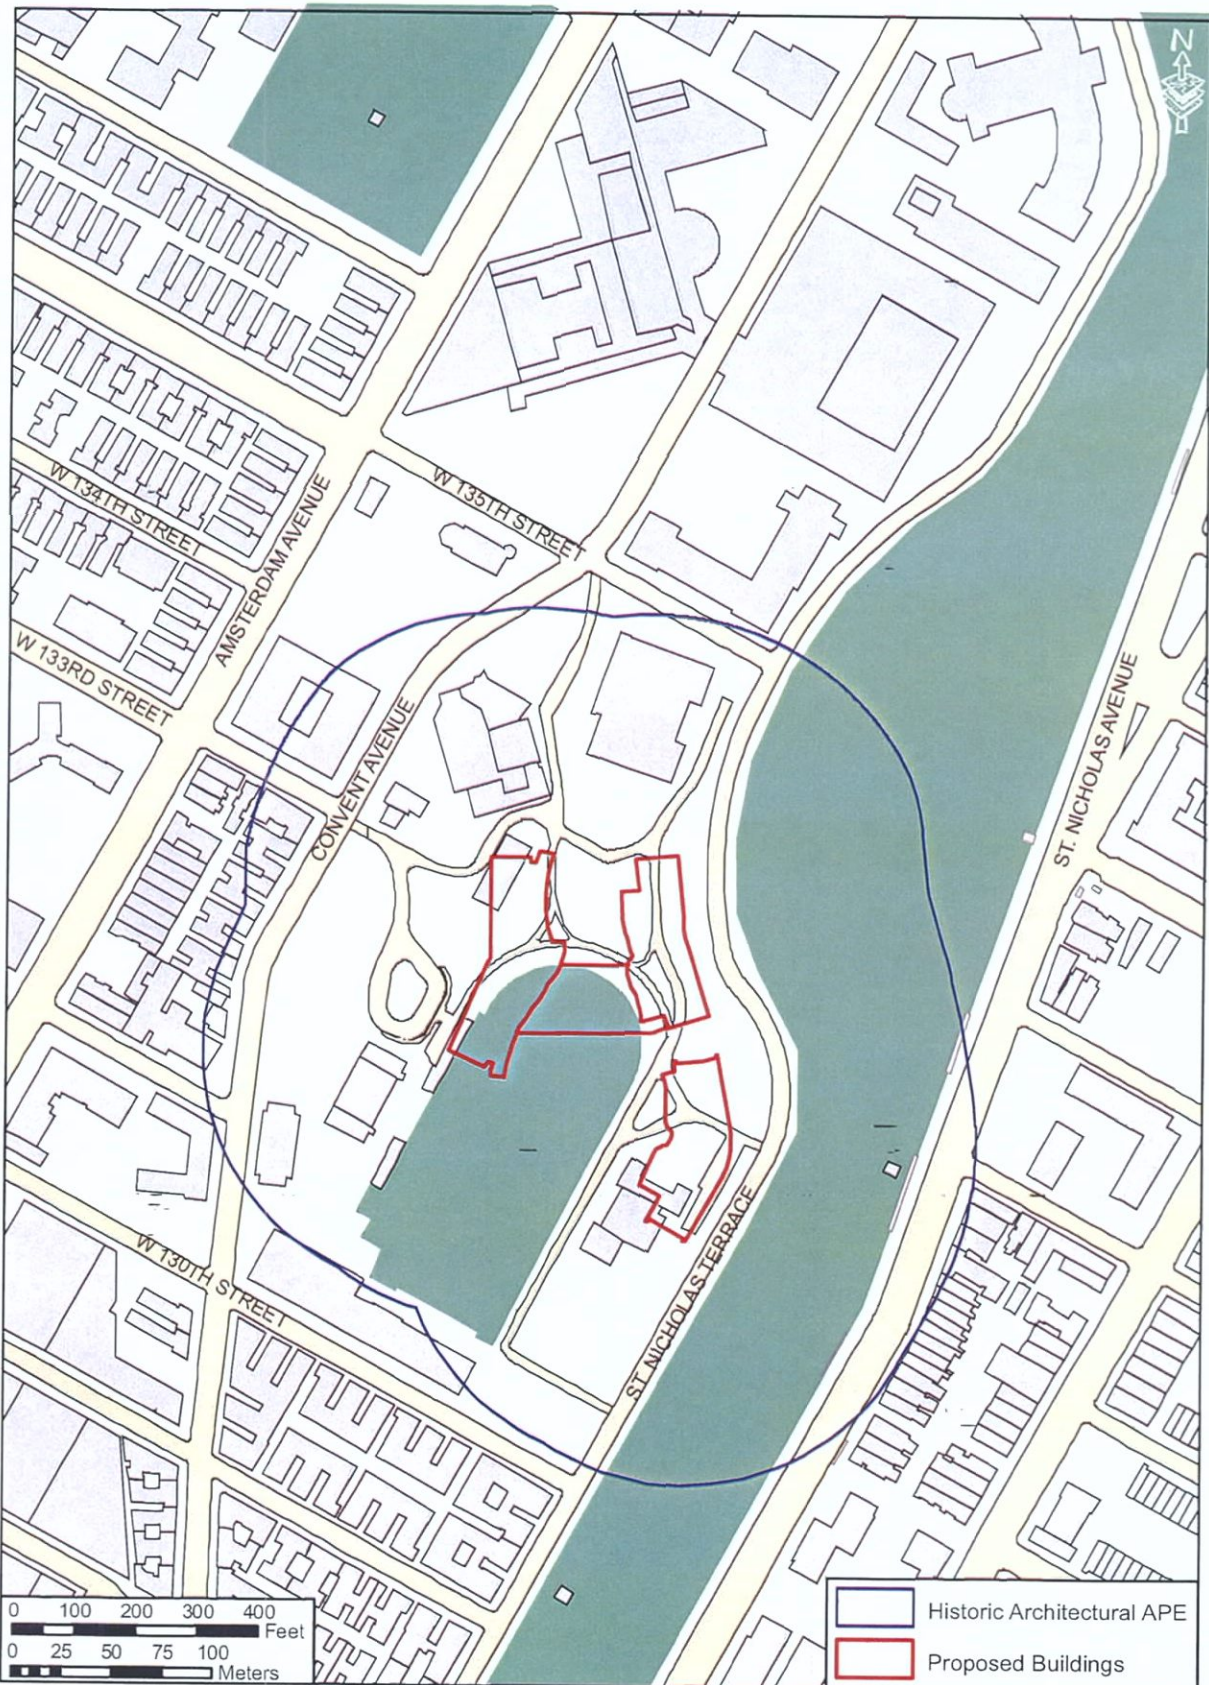 N
W 135TH STREET
W 134TH STREET
AMSTERDAM AVENUE
W 133RD STREET
CONVENT AVENUE
ST. NICHOLAS AVENUE
ST. NICHOLAS TERRACE
W 130TH STREET
0 100 200 300 400
Feet
0 25 50 75 100
Meters
Historic Architectural APE
Proposed Buildings